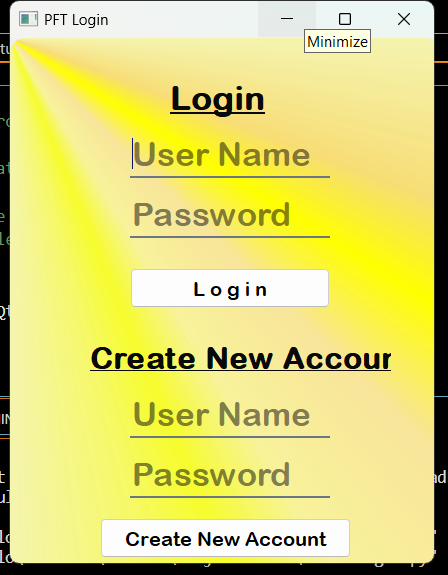 PFT Login
Minimize
Login
User Name
Password
Login
Create New Accour
User Name
Password
Create New Account